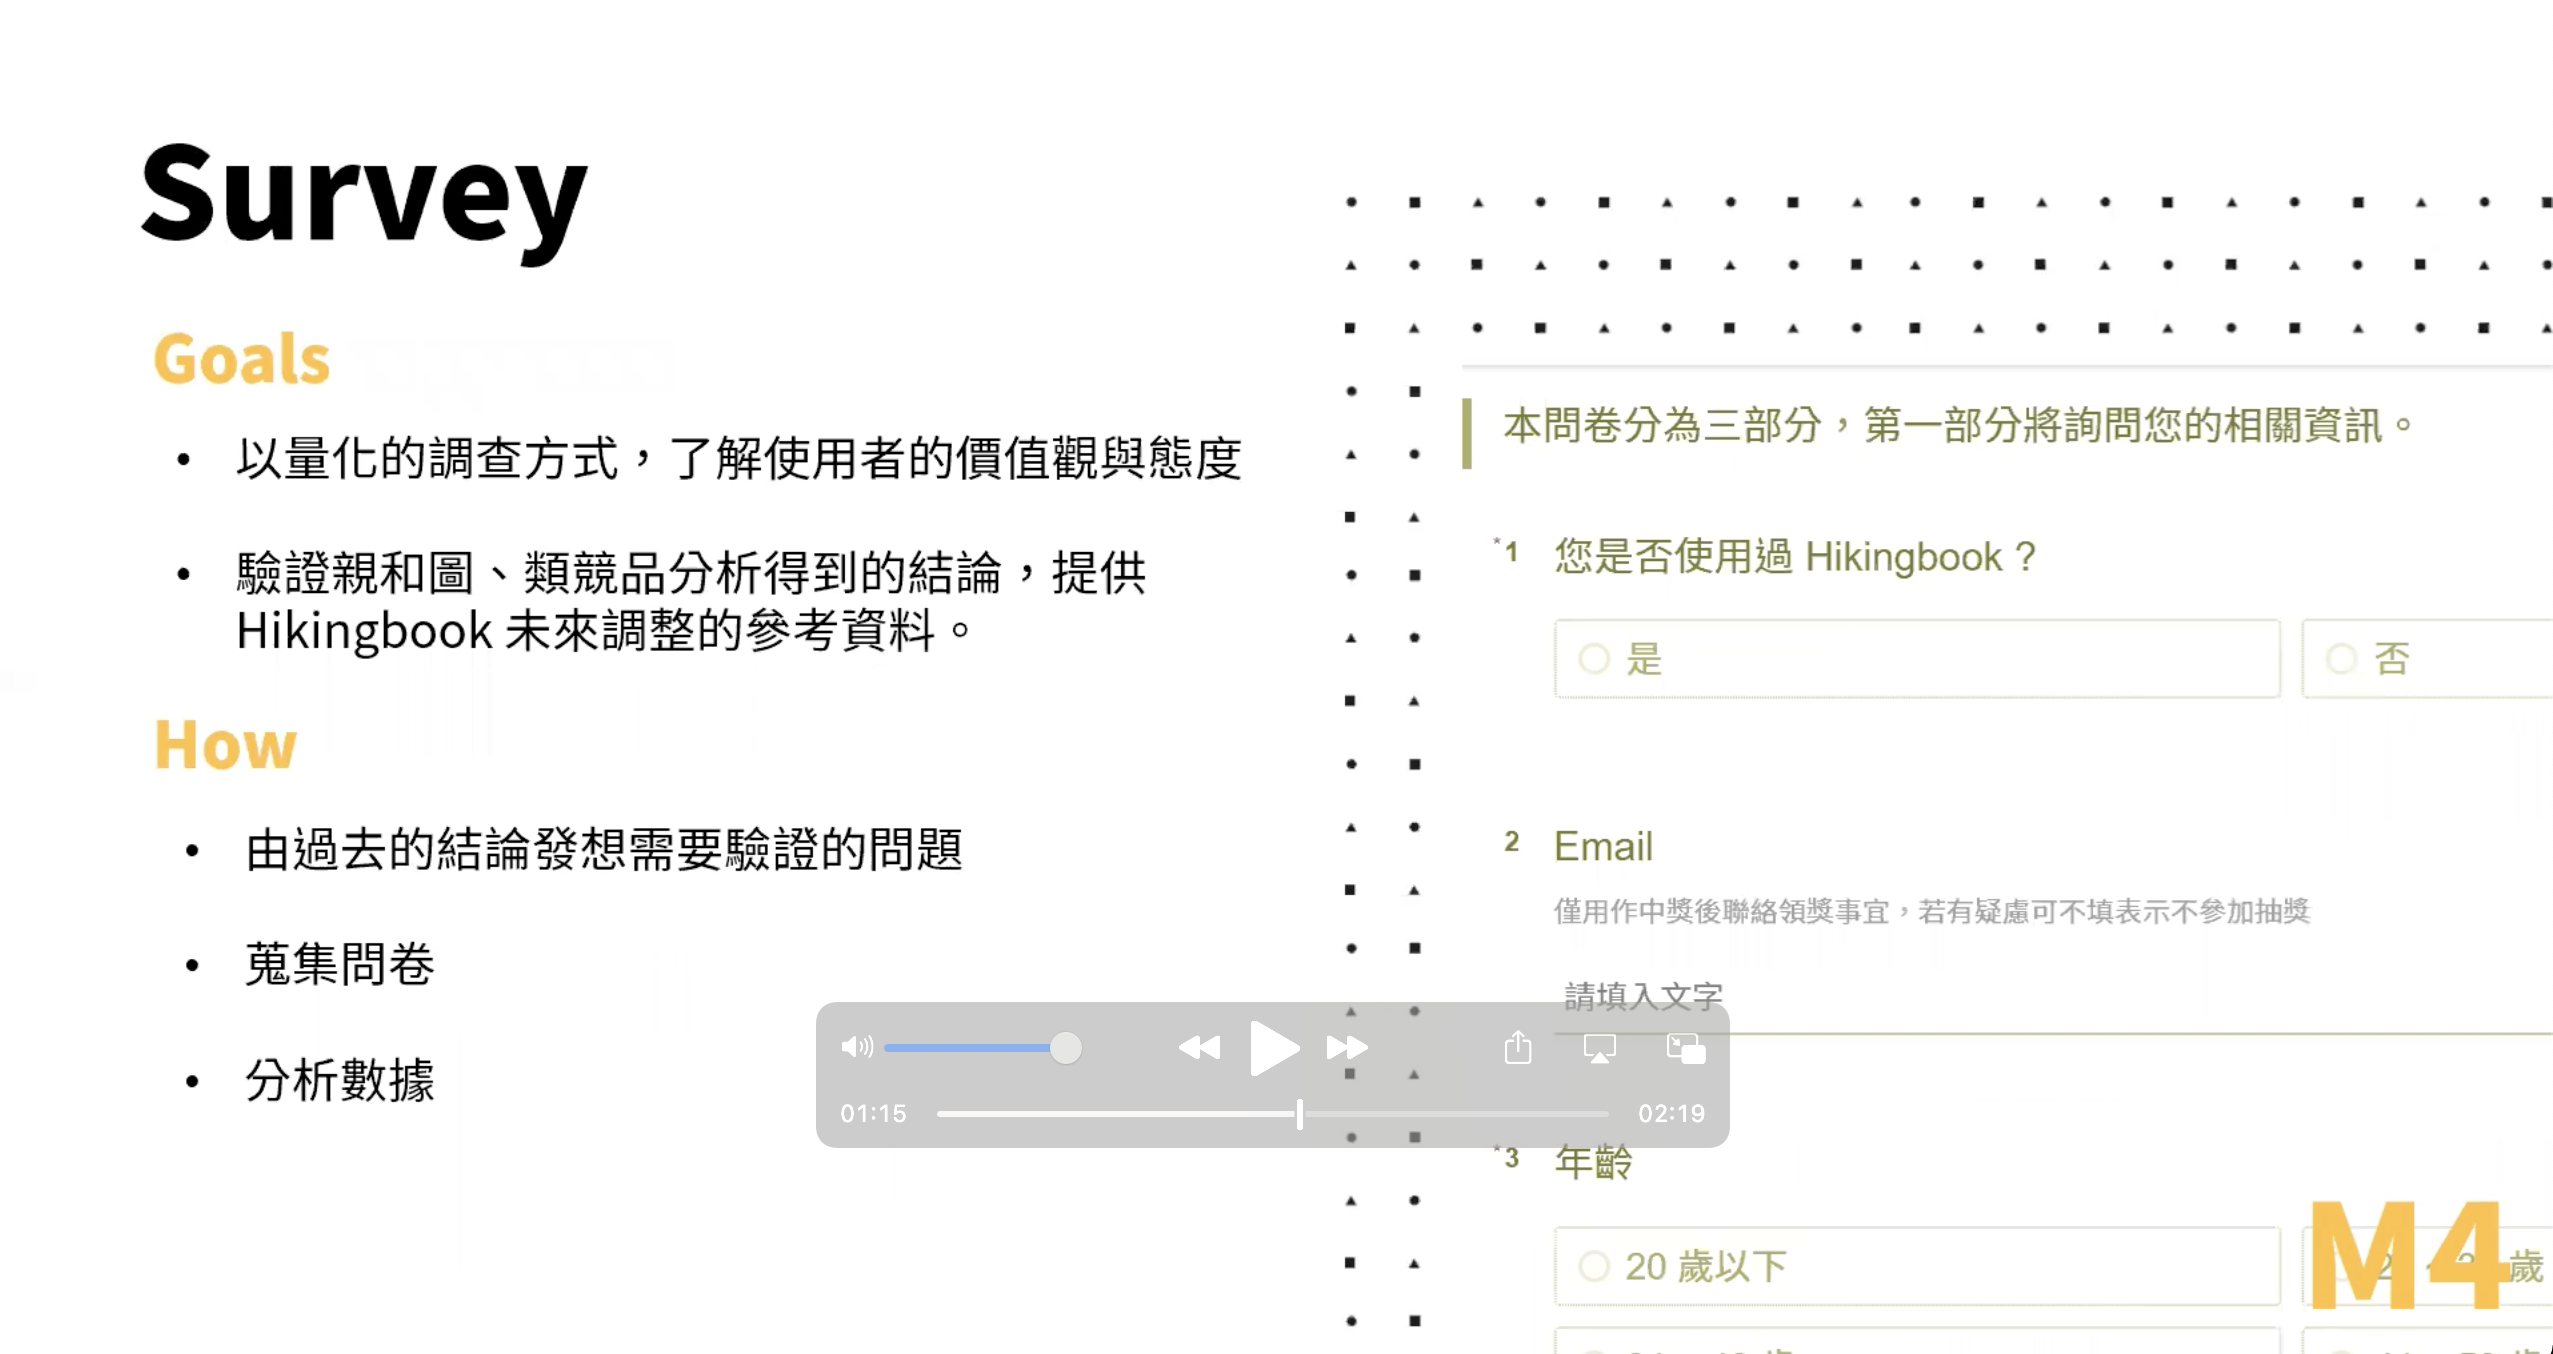 Survey
Goals
• 以量化的調查方式，了解使用者的價值觀與態度
• 驗證親和圖、類競品分析得到的結論，提供
Hikingbook 未來調整的參考資料。
How
• 由過去的結論發想需要驗證的問題
• 蒐集問卷
• 分析數據
本問卷分為三部分，第一部分將詢問您的相關資訊。
*1 您是否使用過 Hikingbook？
是
否
2 Email
僅用作中獎後聯絡領獎事宜，若有疑慮可不填表示不參加抽獎
請填入文字
*3 年齡
20 歲以下
歲
M4
01:15
02:19